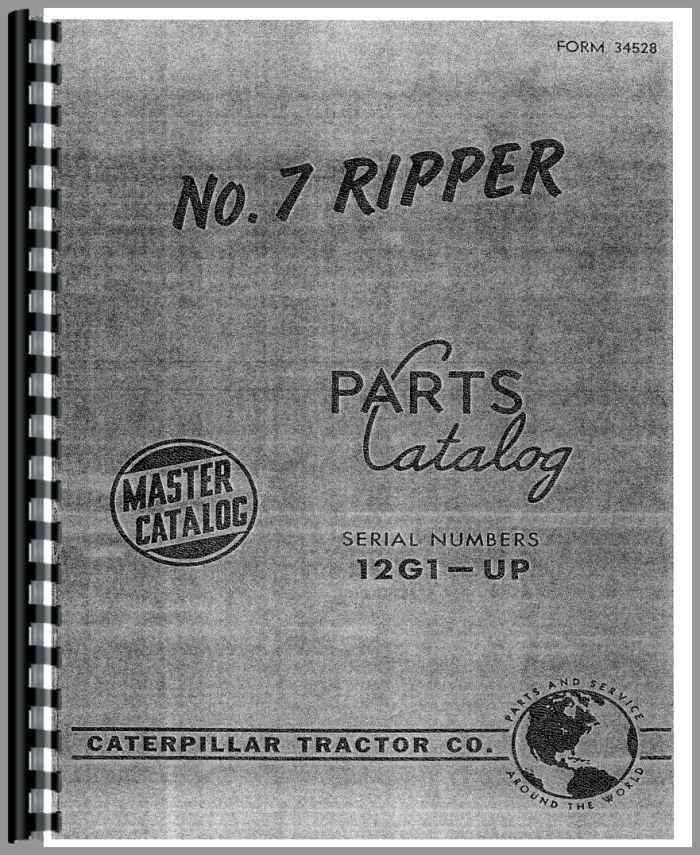 FORM 34528
No. 7 RIPPER
PARTS
Catalog
MASTER
CATALOG
SERIAL NUMBERS
12G1—UP
CATERPILLAR TRACTOR CO.
PARTS AND SERVICE
AROUND THE WORLD